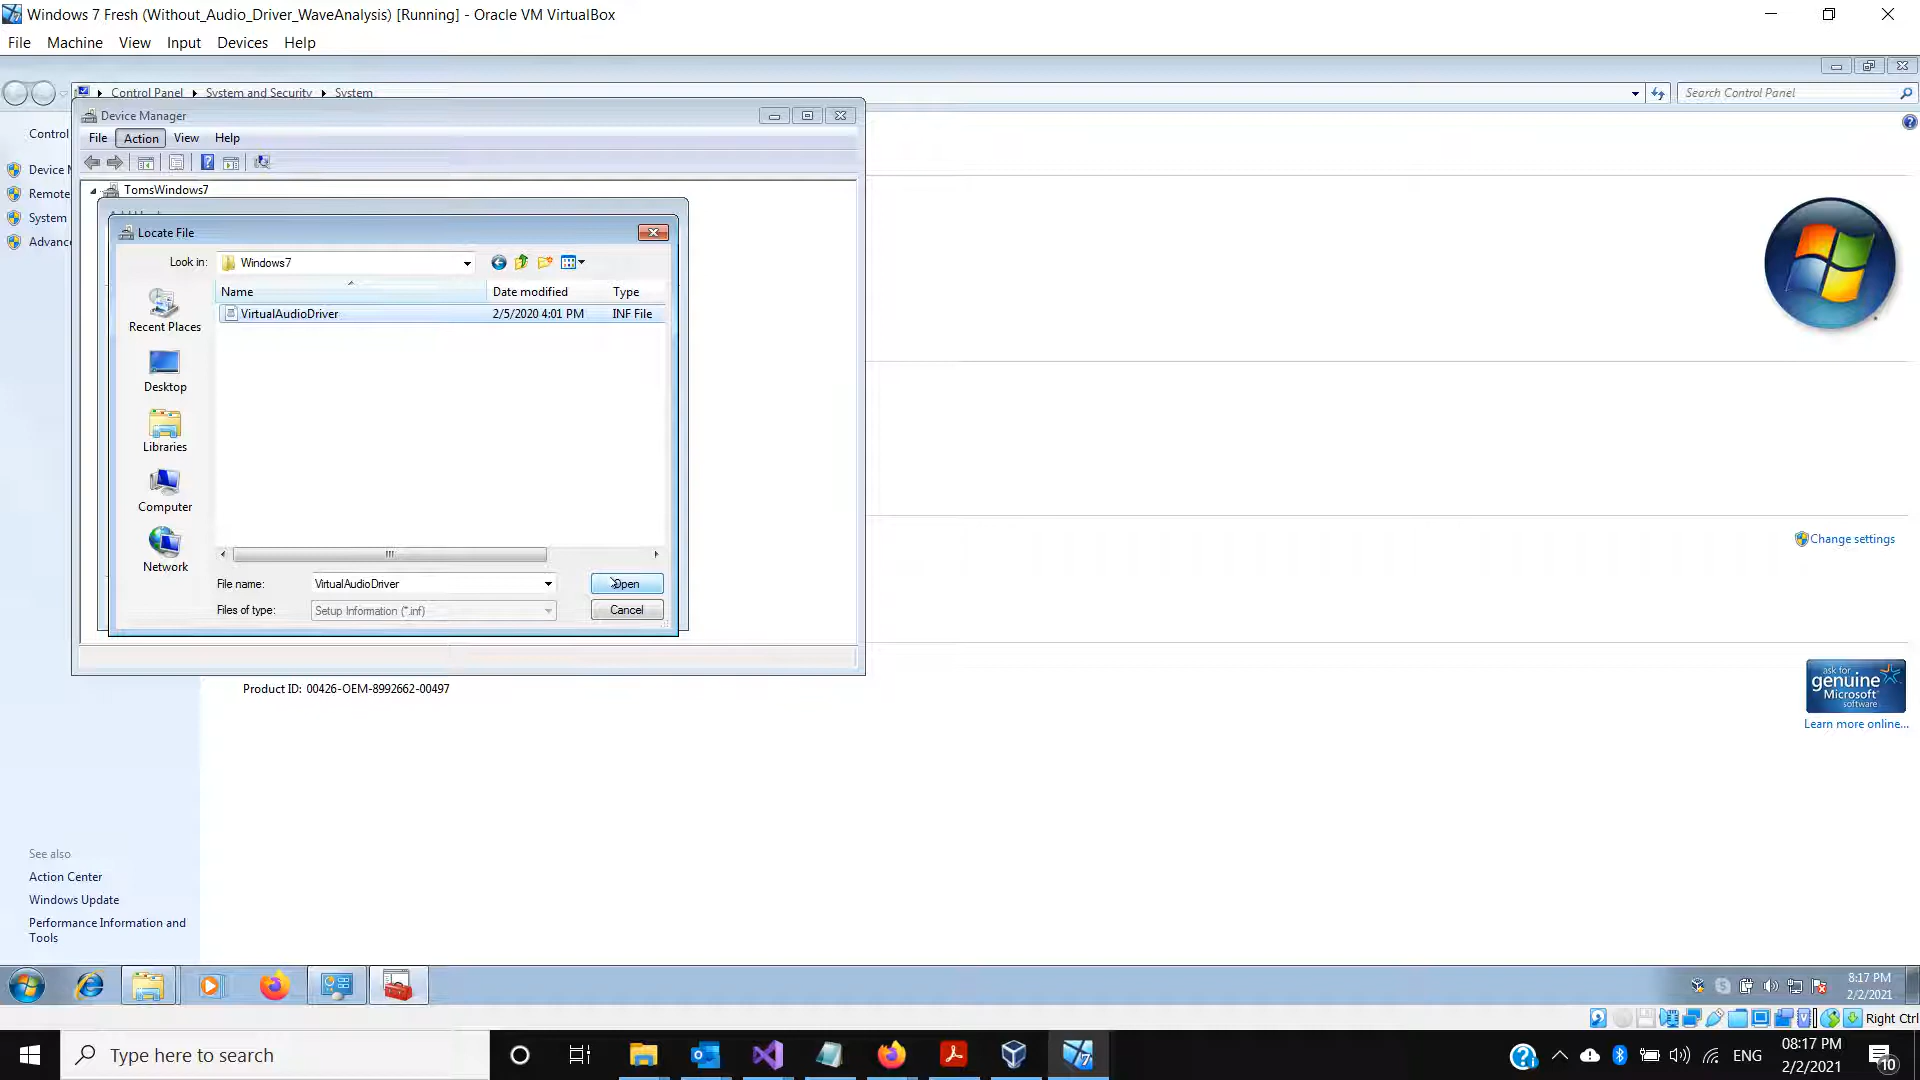 Windows 7 Fresh (Without_Audio_Driver_WaveAnalysis) [Running] - Oracle VM VirtualBox
File Machine View Input Devices Help
Control Panel System and Security System
Search Control Panel
Device Manager
Control
File Action View Help
Device M
Remote
System
Advanc
TomsWindows7
Locate File
Look in: Windows7
Name Date modified Type
VirtualAudioDriver 2/5/2020 4:01 PM INF File
Recent Places
Desktop
Libraries
Computer
Network
File name: VirtualAudioDriver Open
Files of type: Setup Information (*.inf) Cancel
Change settings
ask for
genuine
Microsoft
software
Learn more online...
Product ID: 00426-OEM-8992662-00497
See also
Action Center
Windows Update
Performance Information and
Tools
8:17 PM
2/2/2021
Right Ctrl
Type here to search
ENG
08:17 PM
2/2/2021
10